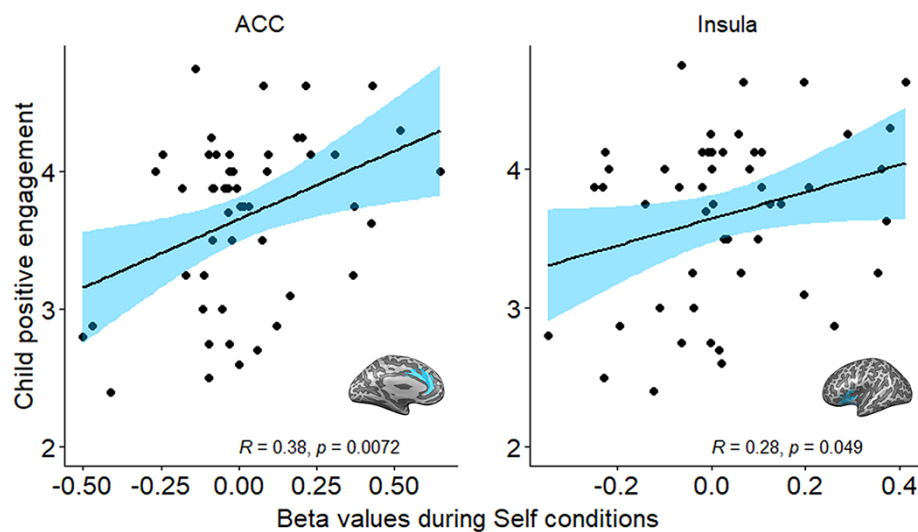 ACC
Insula
Child positive engagement
4
3
2
4
3
2
R = 0.38, p = 0.0072
R = 0.28, p = 0.049
-0.50 -0.25 0.00 0.25 0.50
-0.2 0.0 0.2 0.4
Beta values during Self conditions